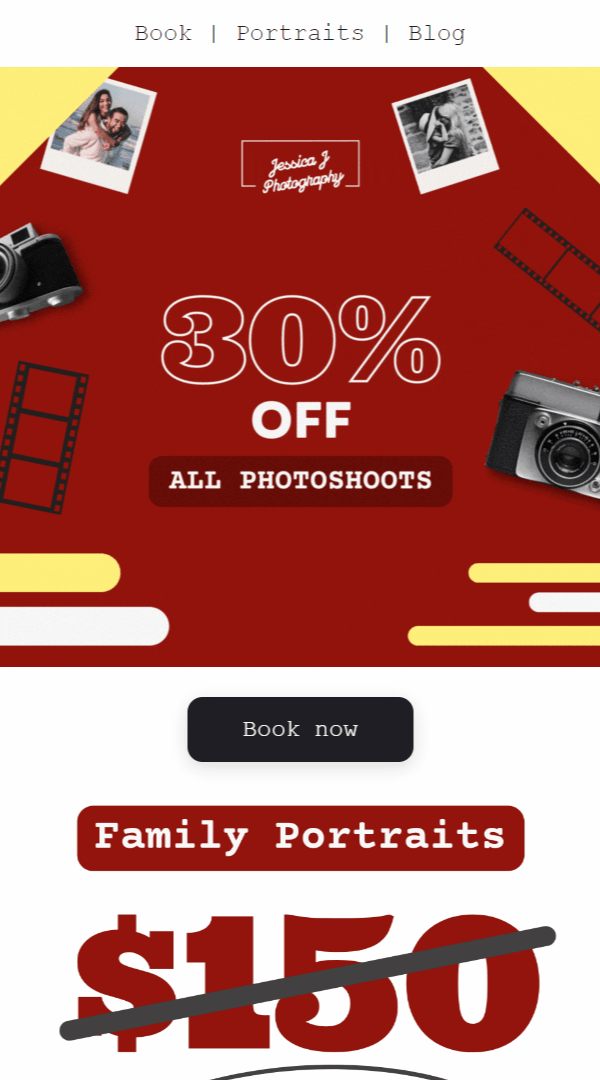 Book | Portraits | Blog
Jessica J
Photography
30%
OFF
ALL PHOTOSHOOTS
Book now
Family Portraits
$150